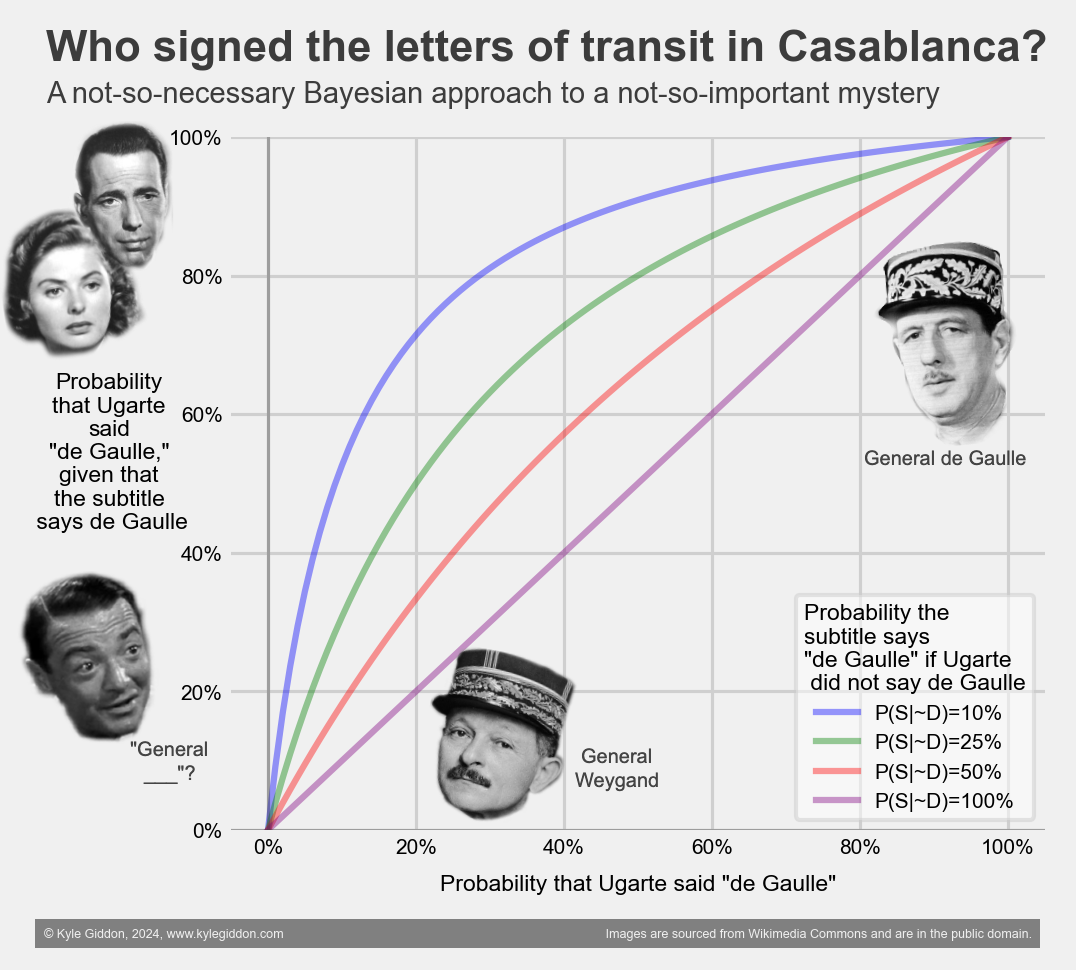 Who signed the letters of transit in Casablanca?
A not-so-necessary Bayesian approach to a not-so-important mystery
100%
80%
60%
40%
20%
0%
Probability
that Ugarte
said
"de Gaulle,"
given that
the subtitle
says de Gaulle
"General
___"?
General de Gaulle
General
Weygand
Probability the
subtitle says
"de Gaulle" if Ugarte
did not say de Gaulle
P(S|~D)=10%
P(S|~D)=25%
P(S|~D)=50%
P(S|~D)=100%
0%
20%
40%
60%
80%
100%
Probability that Ugarte said "de Gaulle"
© Kyle Giddon, 2024, www.kylegiddon.com
Images are sourced from Wikimedia Commons and are in the public domain.